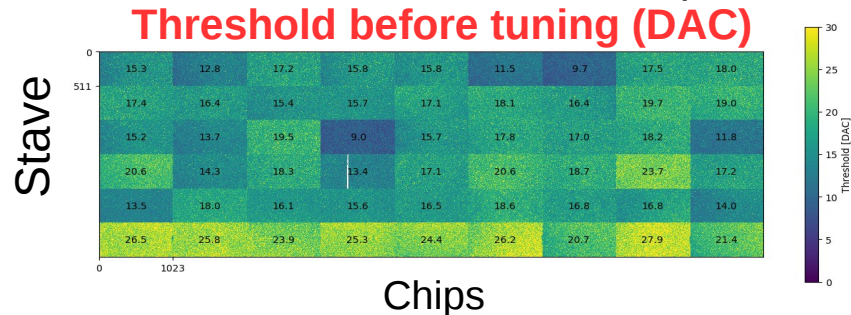 Threshold before tuning (DAC)
0
15.3 12.8 17.2 15.8 15.8 11.5 9.7 17.5 18.0
511
17.4 16.4 15.4 15.7 17.1 18.1 16.4 19.7 19.0
15.2 13.7 19.5 9.0 15.7 17.8 17.0 18.2 11.8
20.6 14.3 18.3 13.4 17.1 20.6 18.7 23.7 17.2
13.5 18.0 16.1 15.6 16.5 18.6 16.8 16.8 14.0
26.5 25.8 23.9 25.3 24.4 26.2 20.7 27.9 21.4
0 1023
Stave
Chips
30
25
20
15
10
5
0
Threshold [DAC]